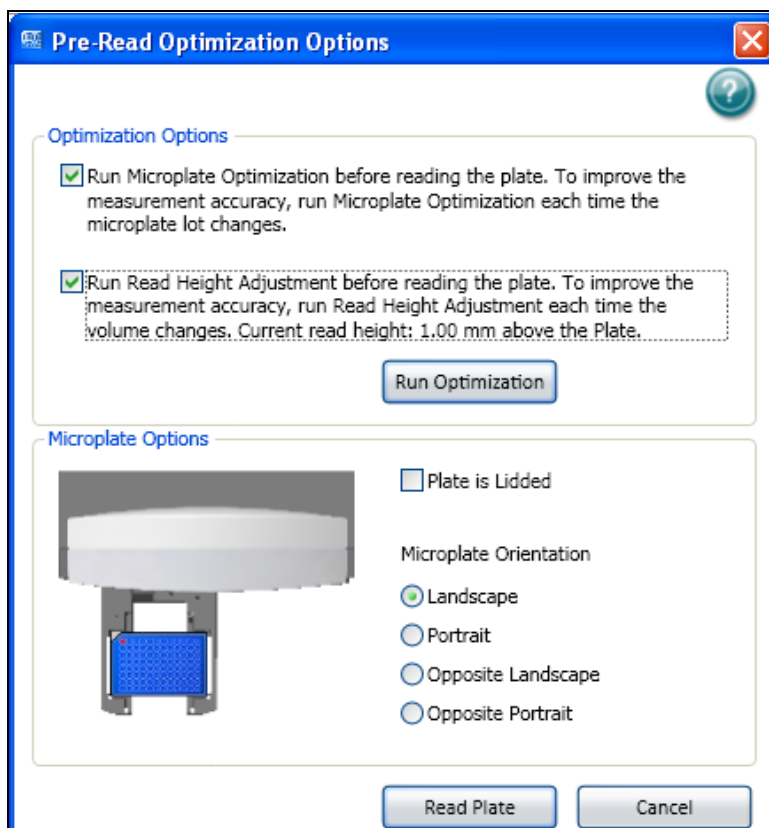 Pre-Read Optimization Options
?
Optimization Options
Run Microplate Optimization before reading the plate. To improve the
measurement accuracy, run Microplate Optimization each time the
microplate lot changes.
Run Read Height Adjustment before reading the plate. To improve the
measurement accuracy, run Read Height Adjustment each time the
volume changes. Current read height: 1.00 mm above the Plate.
Run Optimization
Microplate Options
Plate is Lidded
Microplate Orientation
Landscape
Portrait
Opposite Landscape
Opposite Portrait
Read Plate
Cancel